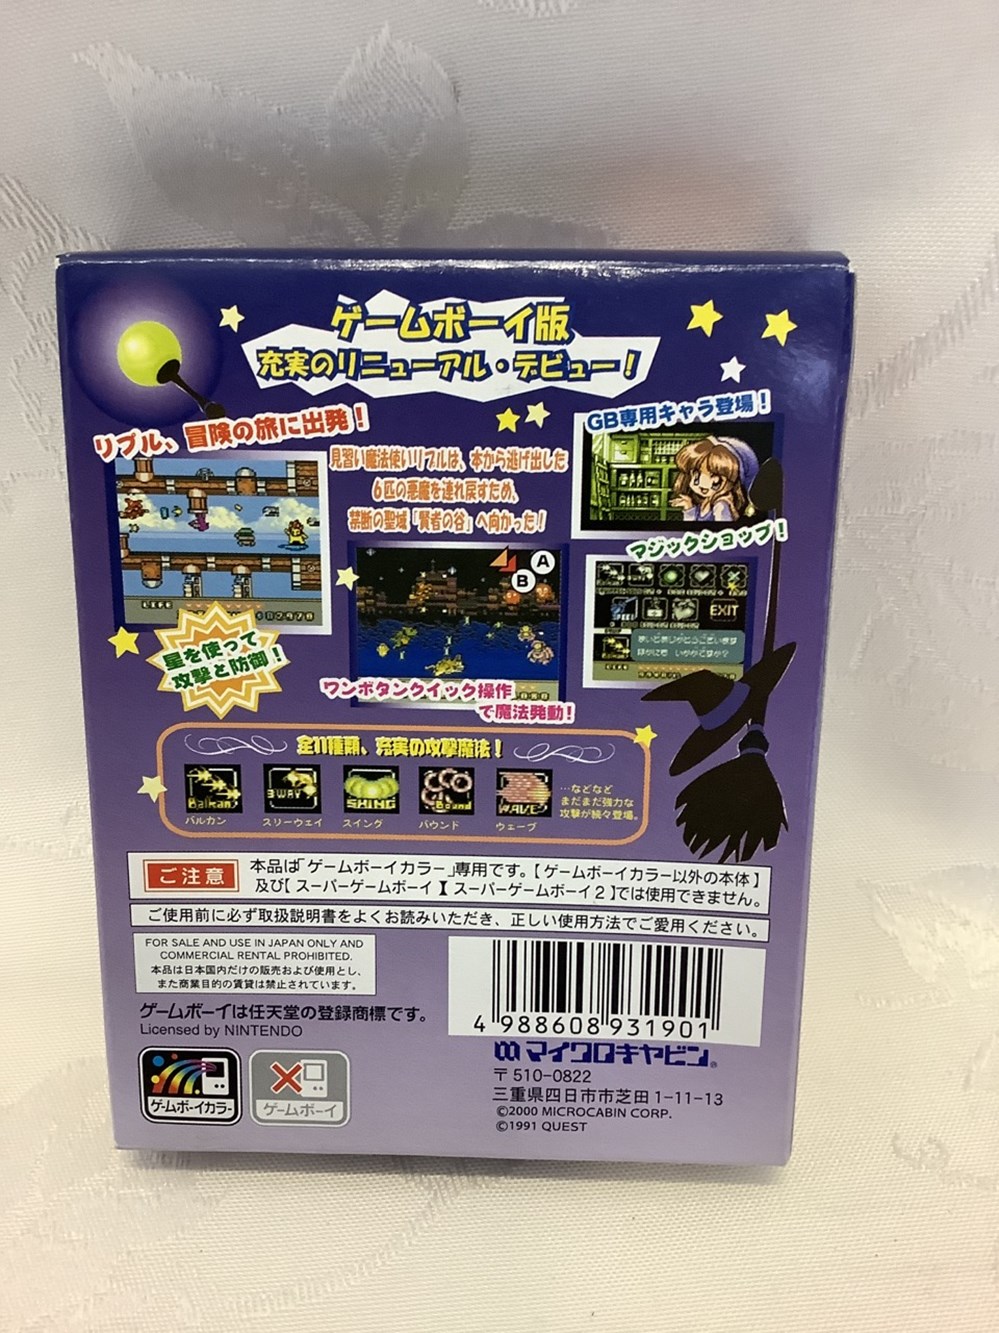 ゲームボーイ版
充実のリニューアル・デビュー!
リプル、冒険の旅に出発!
見習い魔法使いリプルは、本から逃げ出した
6匹の悪魔を連れ戻すため、
禁断の聖域「賢者の谷」へ向かった!
GB専用キャラ登場!
マジックショップ!
A
B
EXIT
星を使って
攻撃と防御!
ワンボタンクイック操作
で魔法発動!
全11種類、充実の攻撃魔法!
Balkan
3WAY
SHING
Bound
WAVE
バルカン
スリーウェイ
スイング
バウンド
ウェーブ
…などなど
まだまだ強力な
攻撃が続々登場。
ご注意
本品は「ゲームボーイカラー」専用です。【ゲームボーイカラー以外の本体】
及び【スーパーゲームボーイ】【スーパーゲームボーイ2】では使用できません。
ご使用前に必ず取扱説明書をよくお読みいただき、正しい使用方法でご愛用ください。
FOR SALE AND USE IN JAPAN ONLY AND
COMMERCIAL RENTAL PROHIBITED.
本品は日本国内だけの販売および使用とし、
また商業目的の賃貸は禁止されています。
ゲームボーイは任天堂の登録商標です。
Licensed by NINTENDO
ゲームボーイカラー
ゲームボーイ
4 988608 931901
マイクロキャビン®
〒510-0822
三重県四日市市芝田1-11-13
©2000 MICROCABIN CORP.
©1991 QUEST